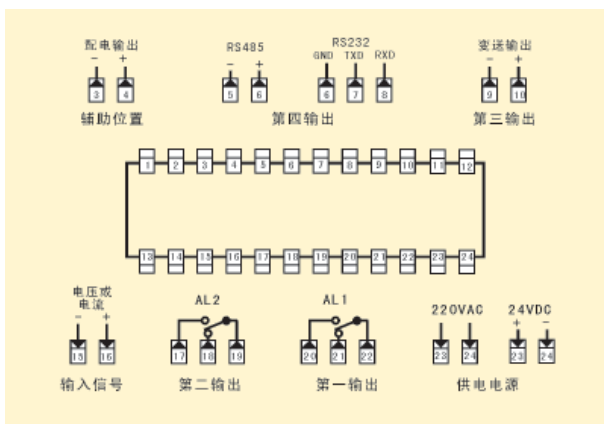 配电输出
RS485
RS232
变送输出
- +
- +
GND TXD RXD
- +
3 4
5 6
6 7 8
9 10
辅助位置
第四输出
第三输出
1 2 3 4 5 6 7 8 9 10 11 12
13 14 15 16 17 18 19 20 21 22 23 24
电压或
电流
- +
AL2
AL1
220VAC
24VDC
+ -
15 16
17 18 19
20 21 22
23 24
23 24
输入信号
第二输出
第一输出
供电电源